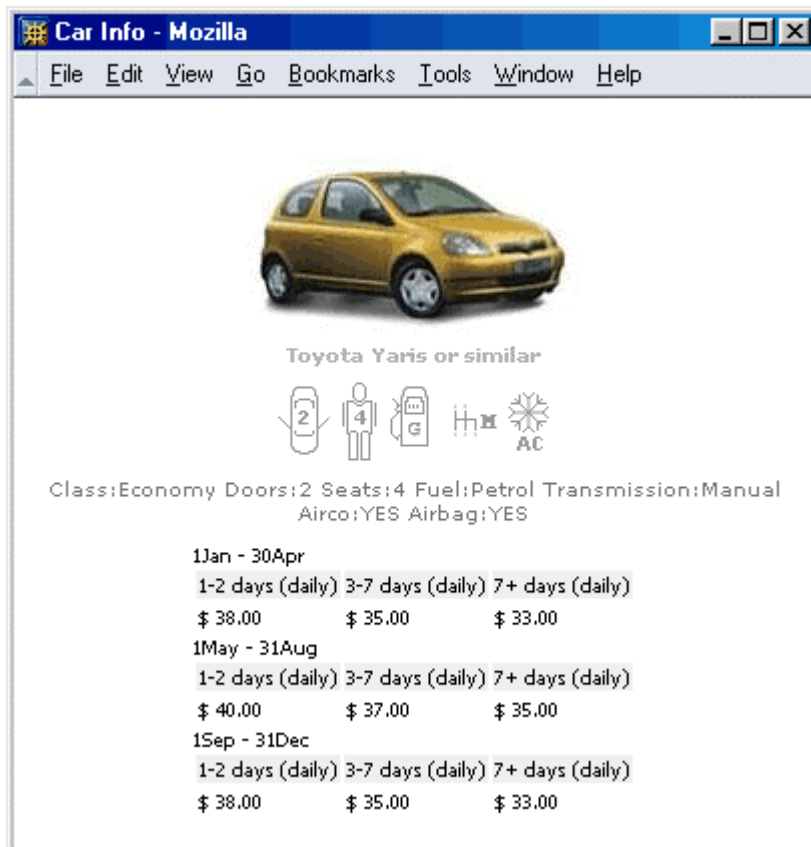 Car Info - Mozilla
File Edit View Go Bookmarks Tools Window Help
Toyota Yaris or similar
2 4 G M
AC
Class:Economy Doors:2 Seats:4 Fuel:Petrol Transmission:Manual
Airco:YES Airbag:YES
1Jan - 30Apr
1-2 days (daily) 3-7 days (daily) 7+ days (daily)
$ 38.00 $ 35.00 $ 33.00
1May - 31Aug
1-2 days (daily) 3-7 days (daily) 7+ days (daily)
$ 40.00 $ 37.00 $ 35.00
1Sep - 31Dec
1-2 days (daily) 3-7 days (daily) 7+ days (daily)
$ 38.00 $ 35.00 $ 33.00